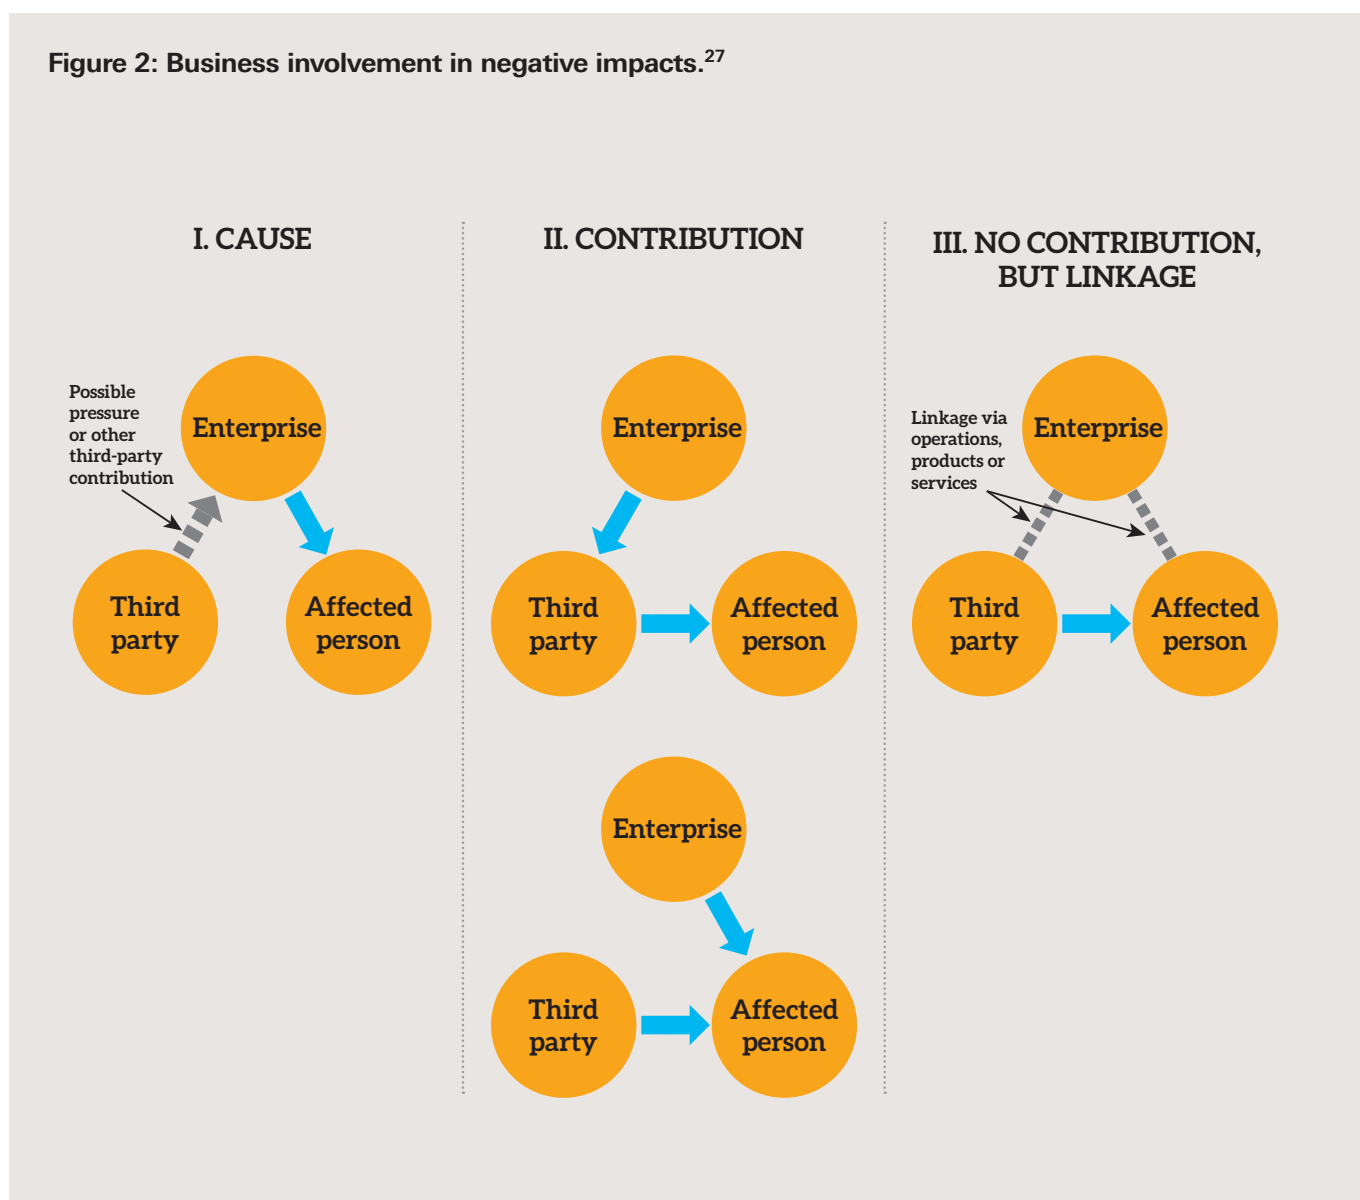 Figure 2: Business involvement in negative impacts.27
I. CAUSE
Possible
pressure
or other
third-party
contribution
Enterprise
Third
party
Affected
person
II. CONTRIBUTION
Enterprise
Third
party
Affected
person
Enterprise
Third
party
Affected
person
III. NO CONTRIBUTION,
BUT LINKAGE
Linkage via
operations,
products or
services
Enterprise
Third
party
Affected
person